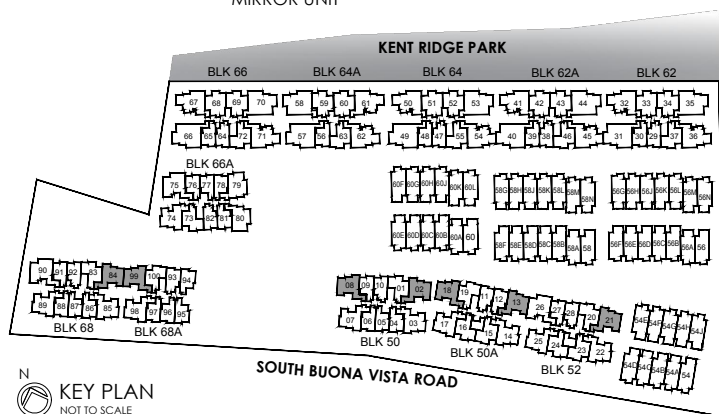 MIRROR UNIT
KENT RIDGE PARK
BLK 66 BLK 64A BLK 64 BLK 62A BLK 62
67 68 69 70 58 59 60 61 50 51 52 53 41 42 43 44 32 33 34 35
66 65 64 72 71 57 56 63 62 49 48 47 55 54 40 39 38 46 45 31 30 29 37 36
BLK 66A
75 76 77 78 79 60F 60G 60H 60J 60K 60L 58G 58H 58J 58K 58L 58M 58N 56G 56H 56J 56K 56L 56M 56N
74 73 82 81 80 60E 60D 60C 60B 60A 60 58F 58E 58D 58C 58B 58A 58 56F 56E 56D 56C 56B 56A 56
90 91 92 83 84 99 100 93 94 08 09 10 01 02 18 19 11 12 13 26 27 28 20 21 54E 54F 54G 54H 54J
89 88 87 86 85 98 97 96 95 07 06 05 04 03 17 16 15 14 25 24 23 22 54D 54C 54B 54A 54
BLK 68 BLK 68A BLK 50 BLK 50A BLK 52
SOUTH BUONA VISTA ROAD
N
KEY PLAN
NOT TO SCALE